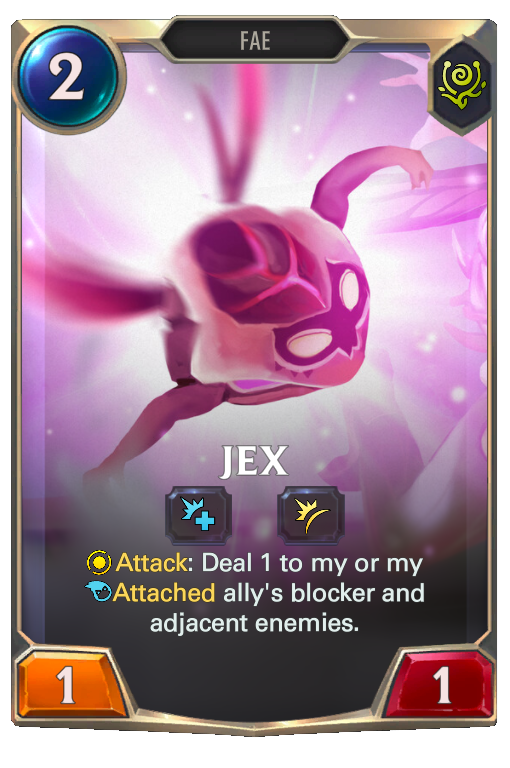 FAE
2
JEX
Attack: Deal 1 to my or my
Attached ally's blocker and
adjacent enemies.
1
1